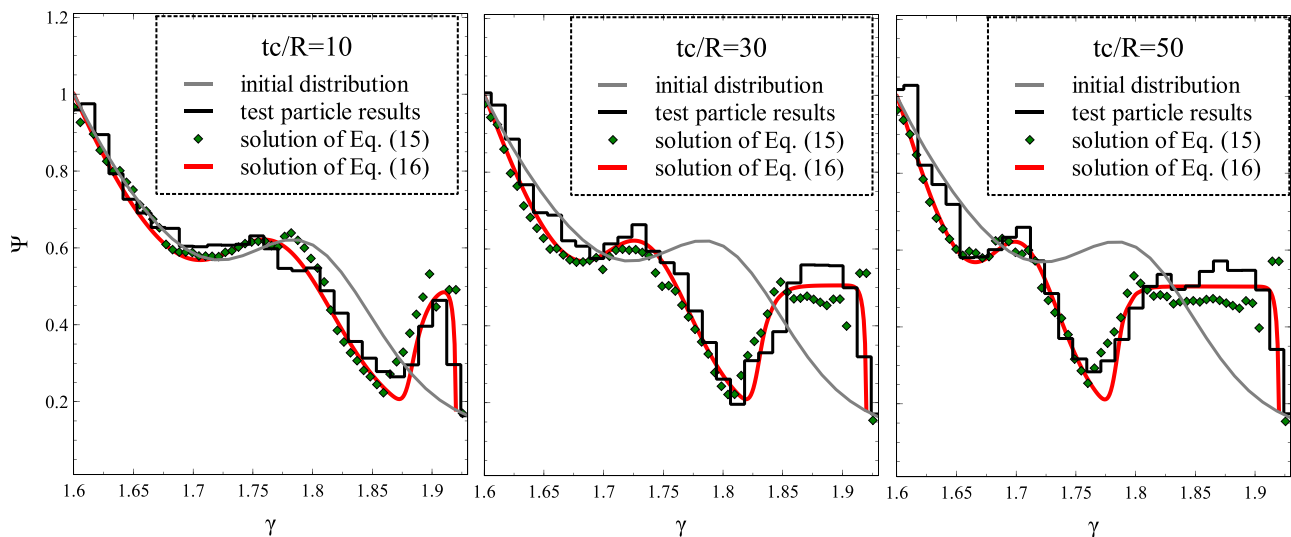 tc/R=10
initial distribution
test particle results
solution of Eq. (15)
solution of Eq. (16)
tc/R=30
initial distribution
test particle results
solution of Eq. (15)
solution of Eq. (16)
tc/R=50
initial distribution
test particle results
solution of Eq. (15)
solution of Eq. (16)
1.2
1
0.8
0.6
0.4
0.2
Ψ
1.6 1.65 1.7 1.75 1.8 1.85 1.9
1.6 1.65 1.7 1.75 1.8 1.85 1.9
1.6 1.65 1.7 1.75 1.8 1.85 1.9
γ γ γ